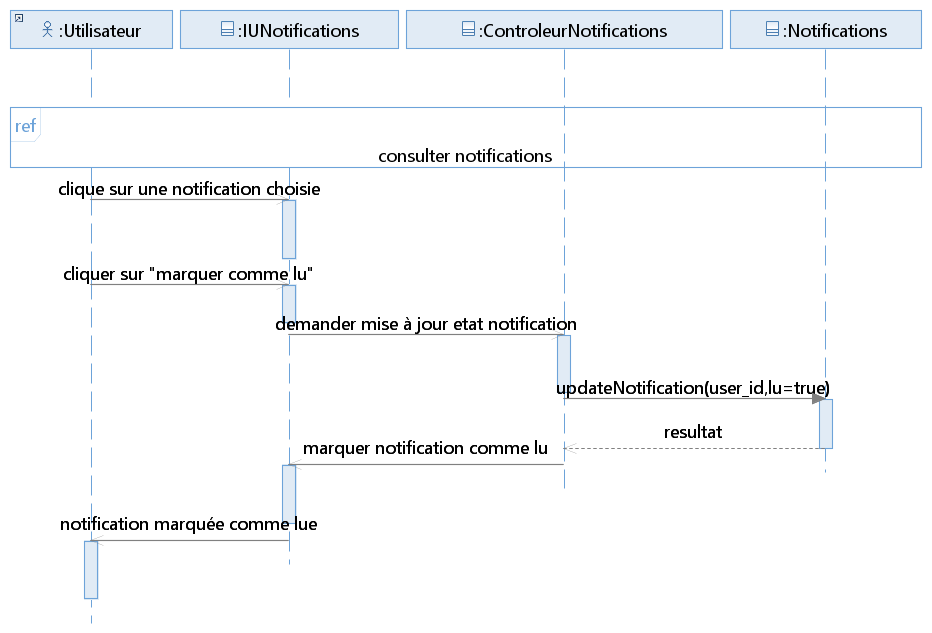 :Utilisateur
:IUNotifications
:ControleurNotifications
:Notifications
ref
consulter notifications
clique sur une notification choisie
cliquer sur "marquer comme lu"
demander mise à jour etat notification
updateNotification(user_id,lu=true)
resultat
marquer notification comme lu
notification marquée comme lue